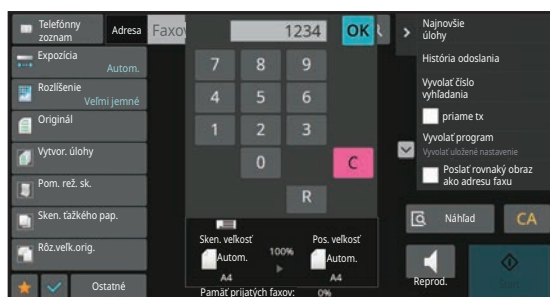 Telefónny
zoznam
Adresa
Faxo
1234
OK
Expozícia
Autom.
Rozlíšenie
Veľmi jemné
Originál
Vytvor. úlohy
Pom. rež. sk.
Sken. ťažkého pap.
Rôz.veľk.orig.
Ostatné
7 8 9
4 5 6
1 2 3
0 C
R
Sken. veľkosť
Autom.
A4
100%
Pos. veľkosť
Autom.
A4
Pamäť prijatých faxov: 0%
Najnovšie
úlohy
História odoslania
Vyvolať číslo
vyhľadania
priame tx
Vyvolať program
Vyvolať uložené nastavenie
Poslať rovnaký obraz
ako adresu faxu
Náhľad
CA
Reprod.
Štart